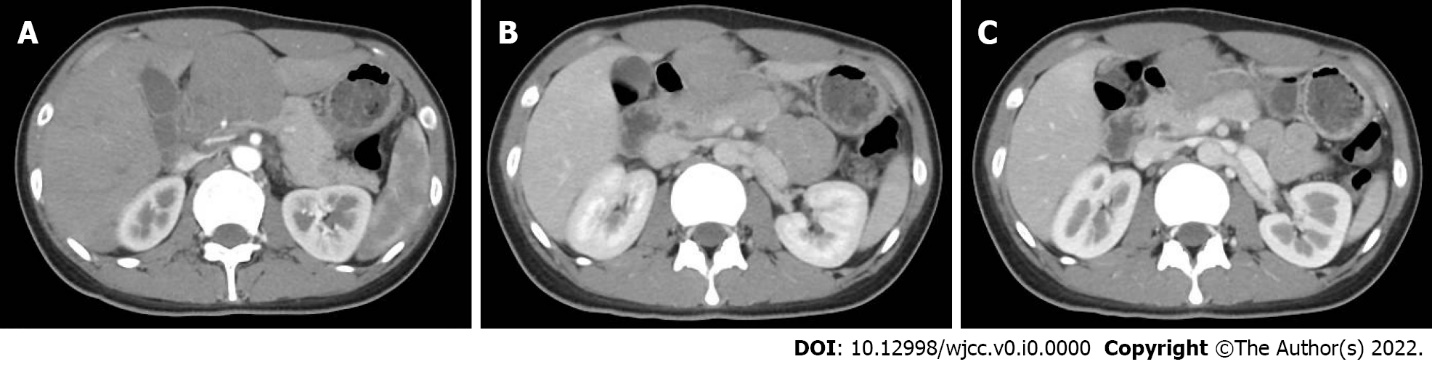 A
B
C
DOI: 10.12998/wjcc.v0.i0.0000 Copyright ©The Author(s) 2022.